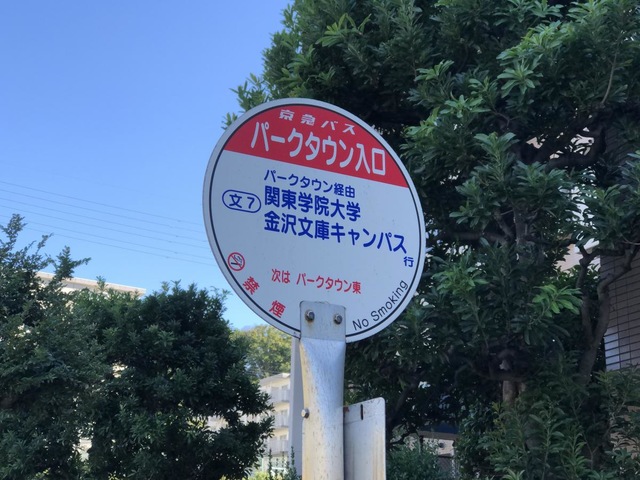 京急バス
パークタウン入口
パークタウン経由
文7
関東学院大学
金沢文庫キャンパス
行
次は パークタウン東
禁煙
No Smoking